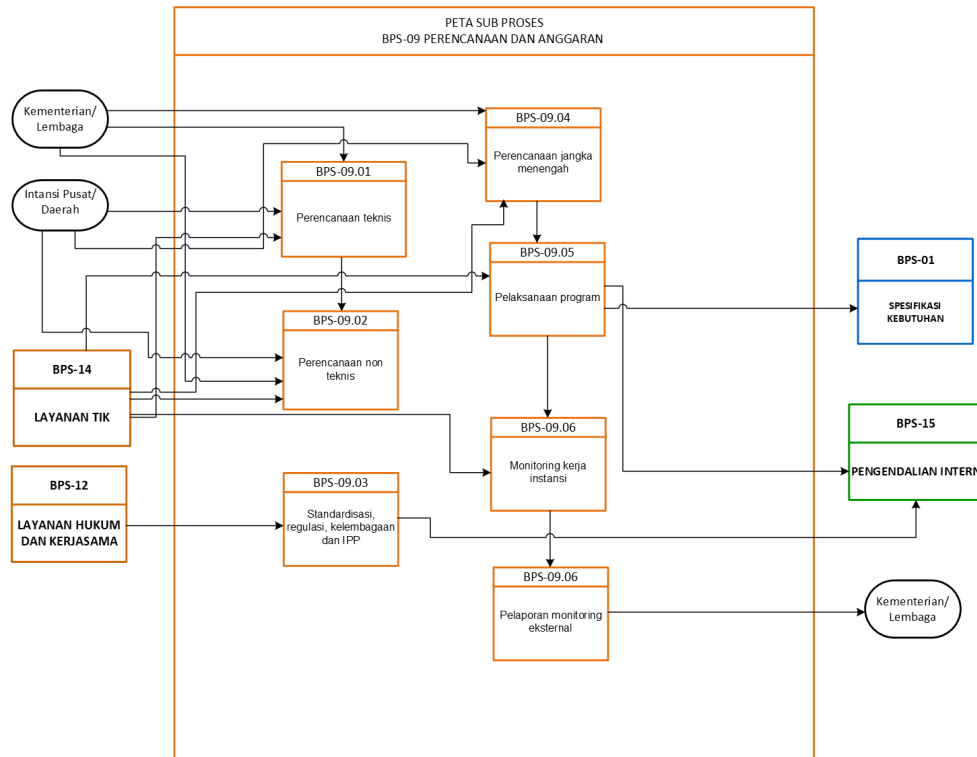 PETA SUB PROSES
BPS-09 PERENCANAAN DAN ANGGARAN
Kementerian/
Lembaga
Intansi Pusat/
Daerah
BPS-14
LAYANAN TIK
BPS-12
LAYANAN HUKUM
DAN KERJASAMA
BPS-09.01
Perencanaan teknis
BPS-09.02
Perencanaan non
teknis
BPS-09.03
Standardisasi,
regulasi, kelembagaan
dan IPP
BPS-09.04
Perencanaan jangka
menengah
BPS-09.05
Pelaksanaan program
BPS-09.06
Monitoring kerja
instansi
BPS-09.06
Pelaporan monitoring
eksternal
BPS-01
SPESIFIKASI
KEBUTUHAN
BPS-15
PENGENDALIAN INTERN
Kementerian/
Lembaga